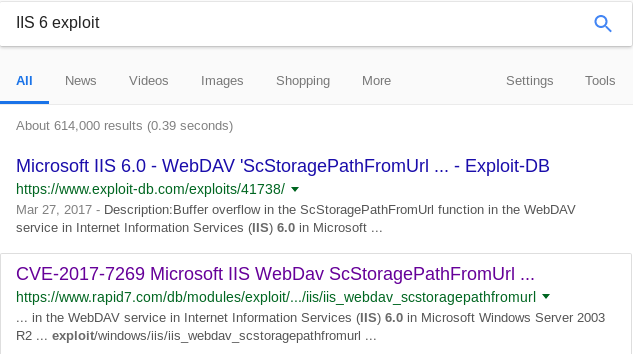 IIS 6 exploit
All News Videos Images Shopping More Settings Tools
About 614,000 results (0.39 seconds)
Microsoft IIS 6.0 - WebDAV 'ScStoragePathFromUrl ... - Exploit-DB
https://www.exploit-db.com/exploits/41738/
Mar 27, 2017 - Description:Buffer overflow in the ScStoragePathFromUrl function in the WebDAV
service in Internet Information Services (IIS) 6.0 in Microsoft ...
CVE-2017-7269 Microsoft IIS WebDav ScStoragePathFromUrl ...
https://www.rapid7.com/db/modules/exploit/.../iis/iis_webdav_scstoragepathfromurl
... in the WebDAV service in Internet Information Services (IIS) 6.0 in Microsoft Windows Server 2003
R2 ... exploit/windows/iis/iis_webdav_scstoragepathfromurl ...